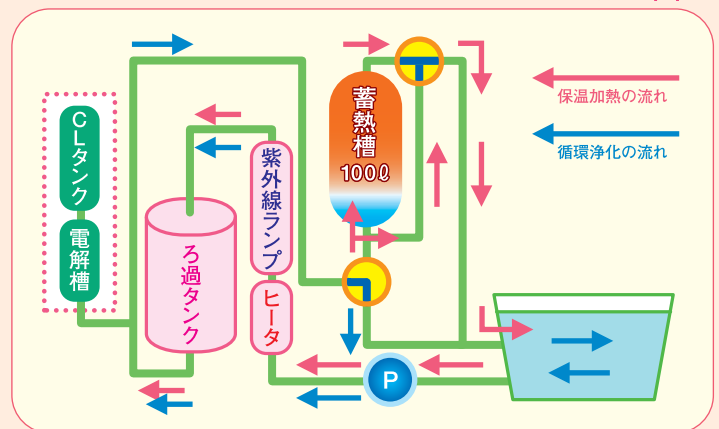 CLタンク
電解槽
ろ過タンク
紫外線ランプ
ヒータ
蓄熱槽
100ℓ
P
保温加熱の流れ
循環浄化の流れ